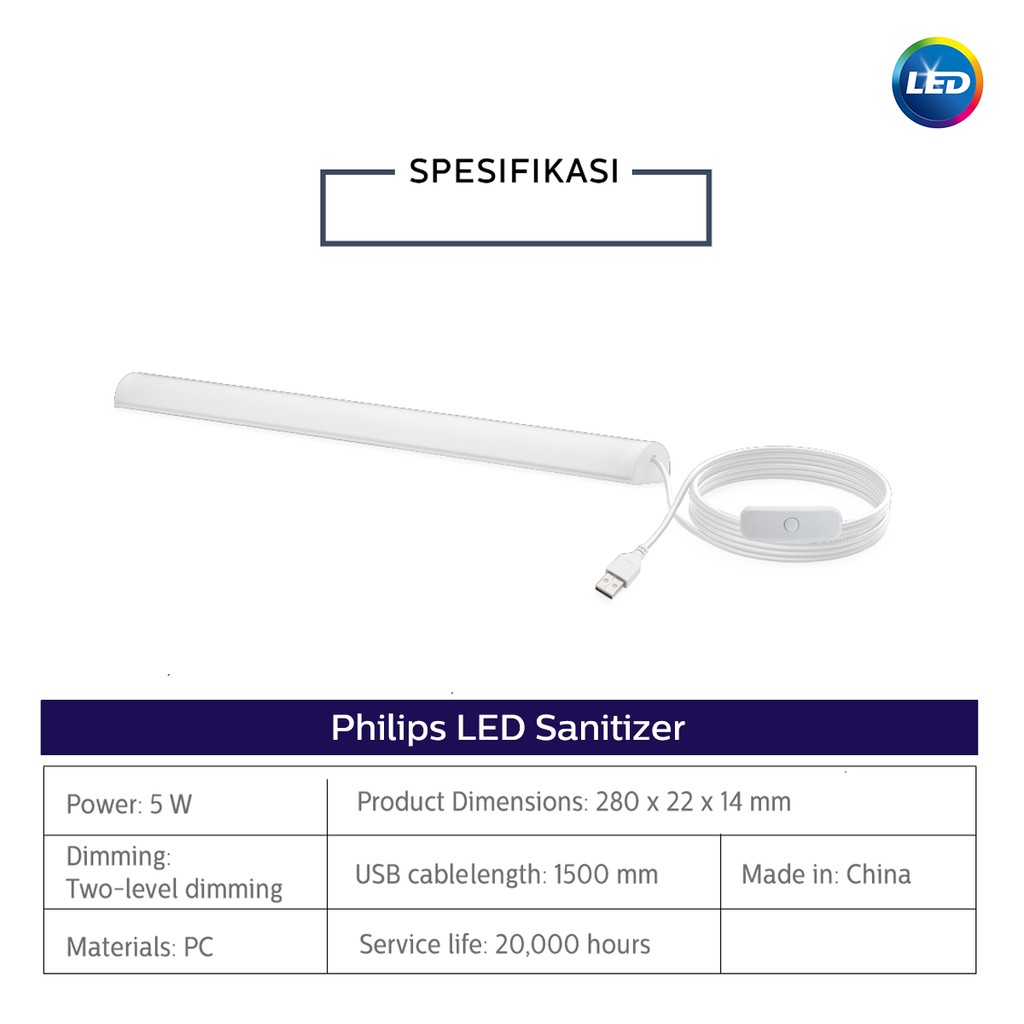 LED
SPESIFIKASI
Philips LED Sanitizer
Power: 5 W
Product Dimensions: 280 x 22 x 14 mm
Dimming:
Two-level dimming
USB cablelength: 1500 mm
Made in: China
Materials: PC
Service life: 20,000 hours